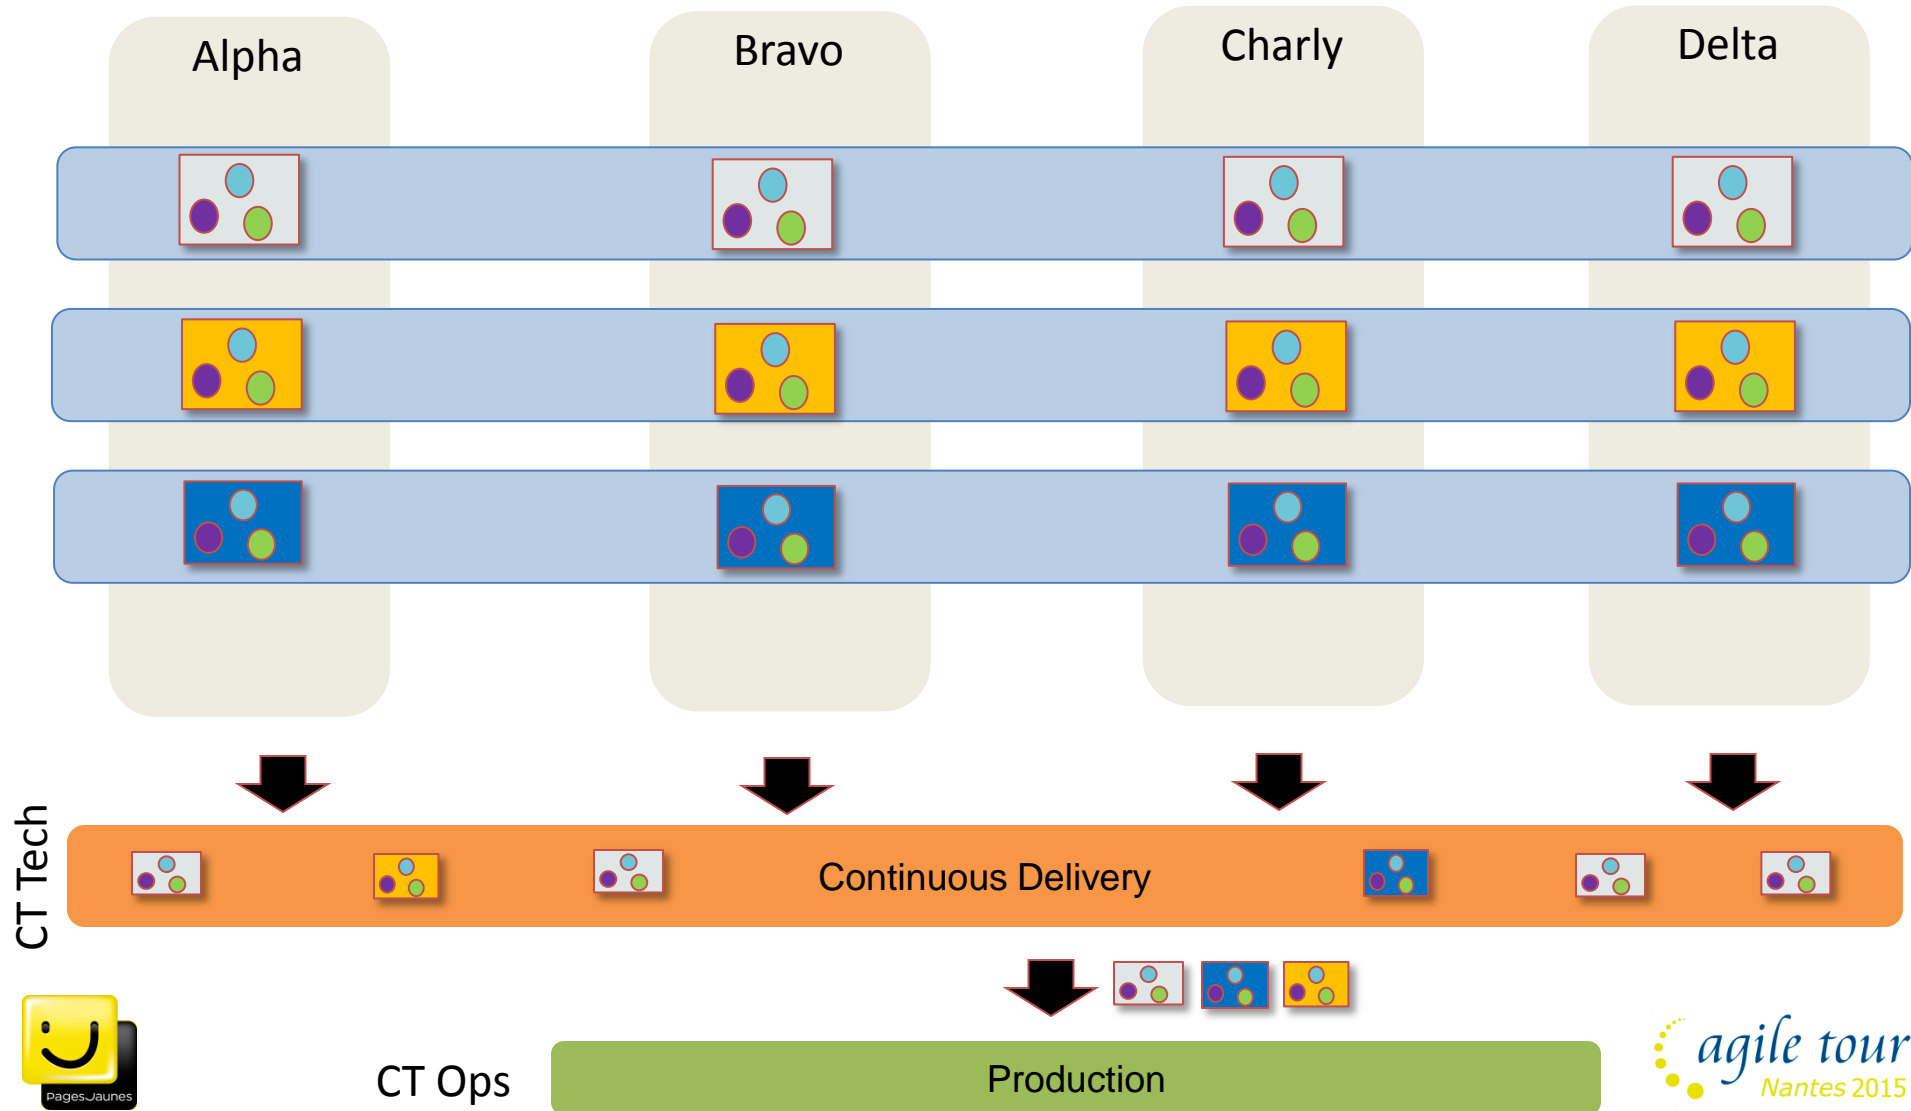 Alpha
Bravo
Charly
Delta
CT Tech
Continuous Delivery
CT Ops
Production
PagesJaunes
agile tour
Nantes 2015